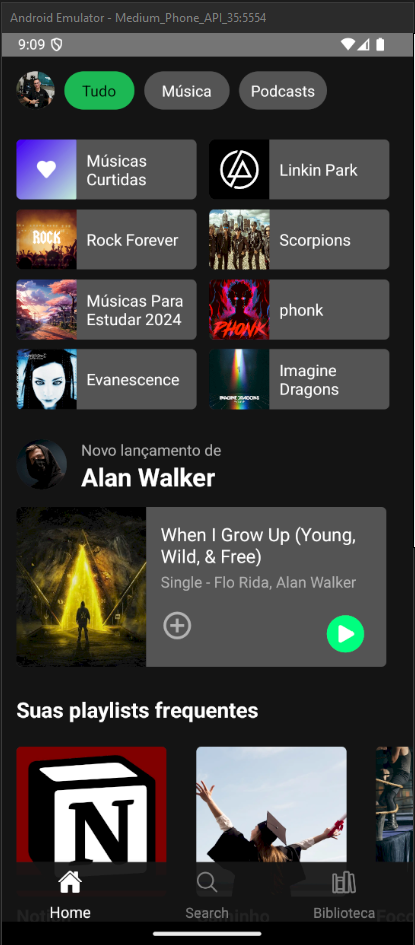 Android Emulator - Medium_Phone_API_35:5554
9:09
Tudo
Música
Podcasts
Músicas
Curtidas
Linkin Park
ROCK
Rock Forever
Scorpions
Músicas Para
Estudar 2024
PHONK
phonk
Evanescence
IMAGINE DRAGONS
Imagine
Dragons
Novo lançamento de
Alan Walker
When I Grow Up (Young,
Wild, & Free)
Single - Flo Rida, Alan Walker
Suas playlists frequentes
N
Home
Search
Biblioteca